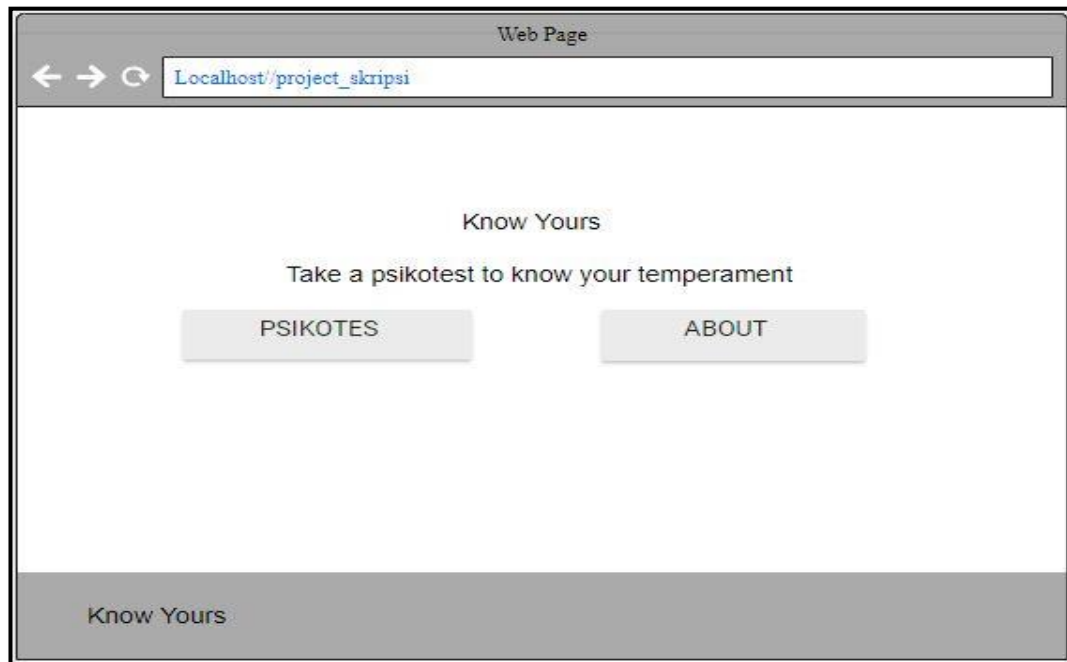 Web Page
Localhost//project_skripsi
Know Yours
Take a psikotest to know your temperament
PSIKOTES ABOUT
Know Yours